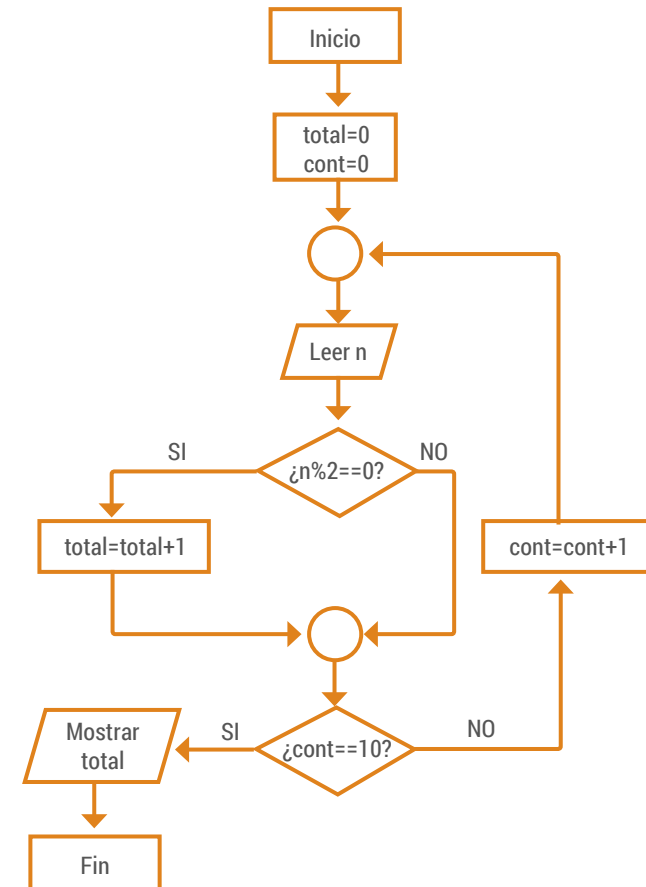 Inicio
total=0
cont=0
Leer n
¿n%2==0?
SI
NO
total=total+1
cont=cont+1
¿cont==10?
SI
NO
Mostrar
total
Fin